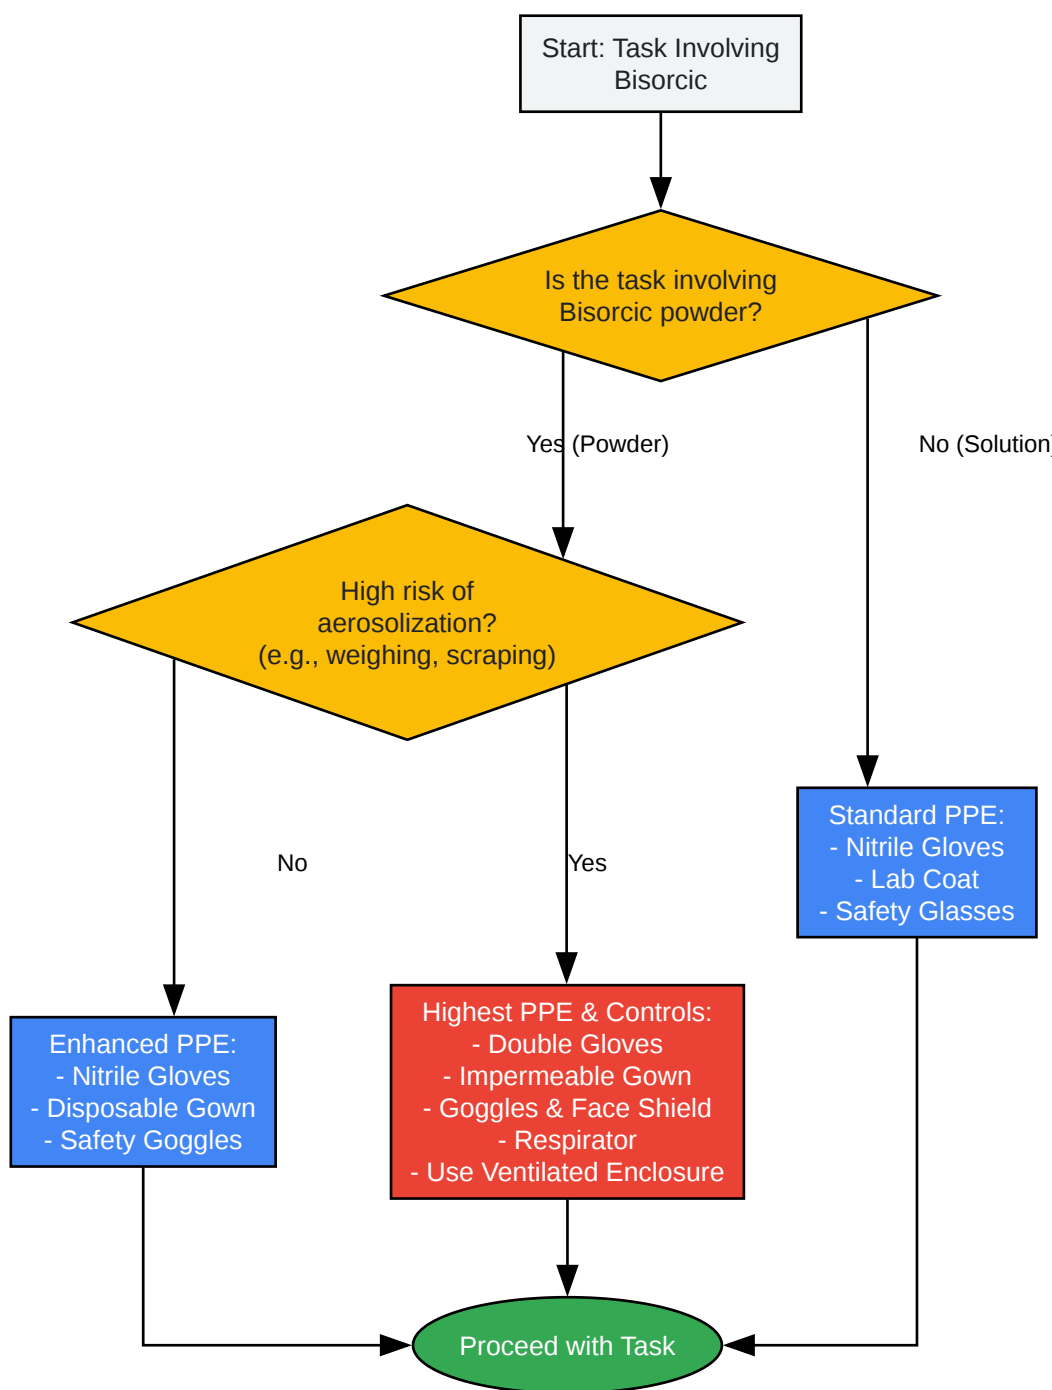 Start: Task Involving
Bisorcic
Is the task involving
Bisorcic powder?
Yes (Powder)
No (Solution)
High risk of
aerosolization?
(e.g., weighing, scraping)
No
Yes
Standard PPE:
- Nitrile Gloves
- Lab Coat
- Safety Glasses
Enhanced PPE:
- Nitrile Gloves
- Disposable Gown
- Safety Goggles
Highest PPE & Controls:
- Double Gloves
- Impermeable Gown
- Goggles & Face Shield
- Respirator
- Use Ventilated Enclosure
Proceed with Task